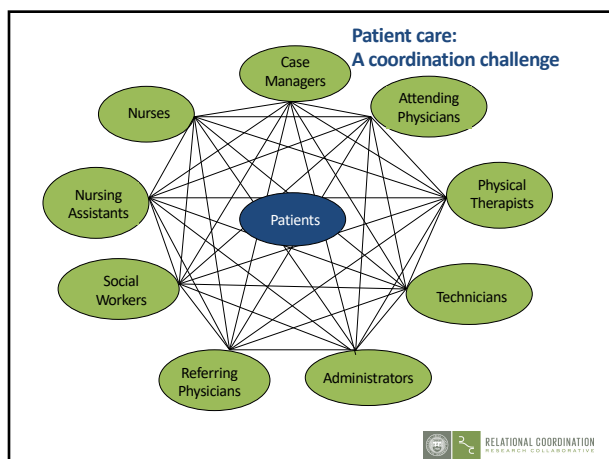 Patient care:
A coordination challenge
Case
Managers
Attending
Physicians
Nurses
Physical
Therapists
Nursing
Assistants
Patients
Social
Workers
Technicians
Referring
Physicians
Administrators
RELATIONAL COORDINATION
RESEARCH COLLABORATIVE